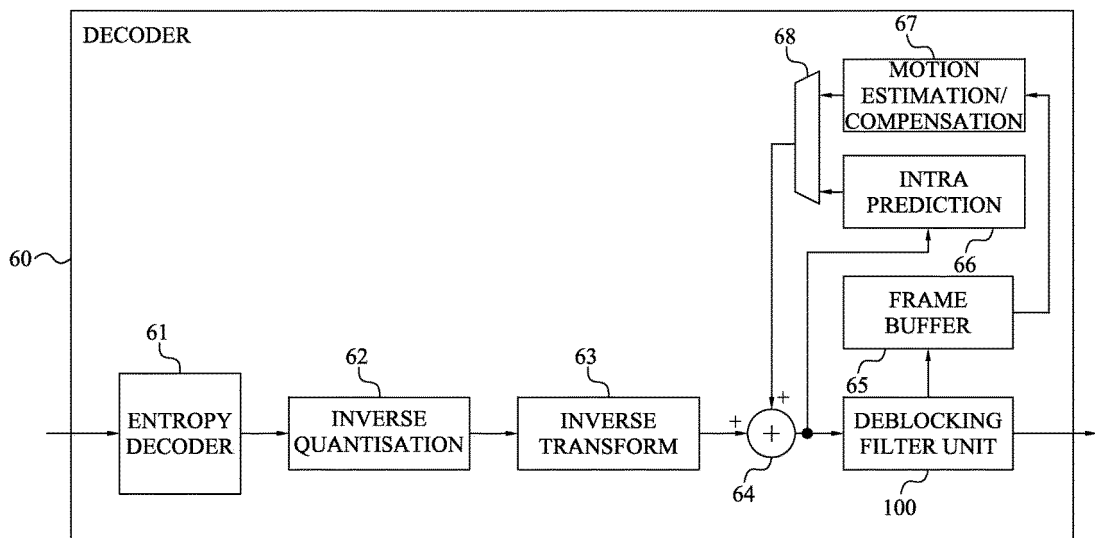 DECODER
67
68
MOTION
ESTIMATION/
COMPENSATION
INTRA
PREDICTION
60
66
FRAME
BUFFER
61
62
63
65
+
+
ENTROPY
DECODER
INVERSE
QUANTISATION
INVERSE
TRANSFORM
+
DEBLOCKING
FILTER UNIT
64
100